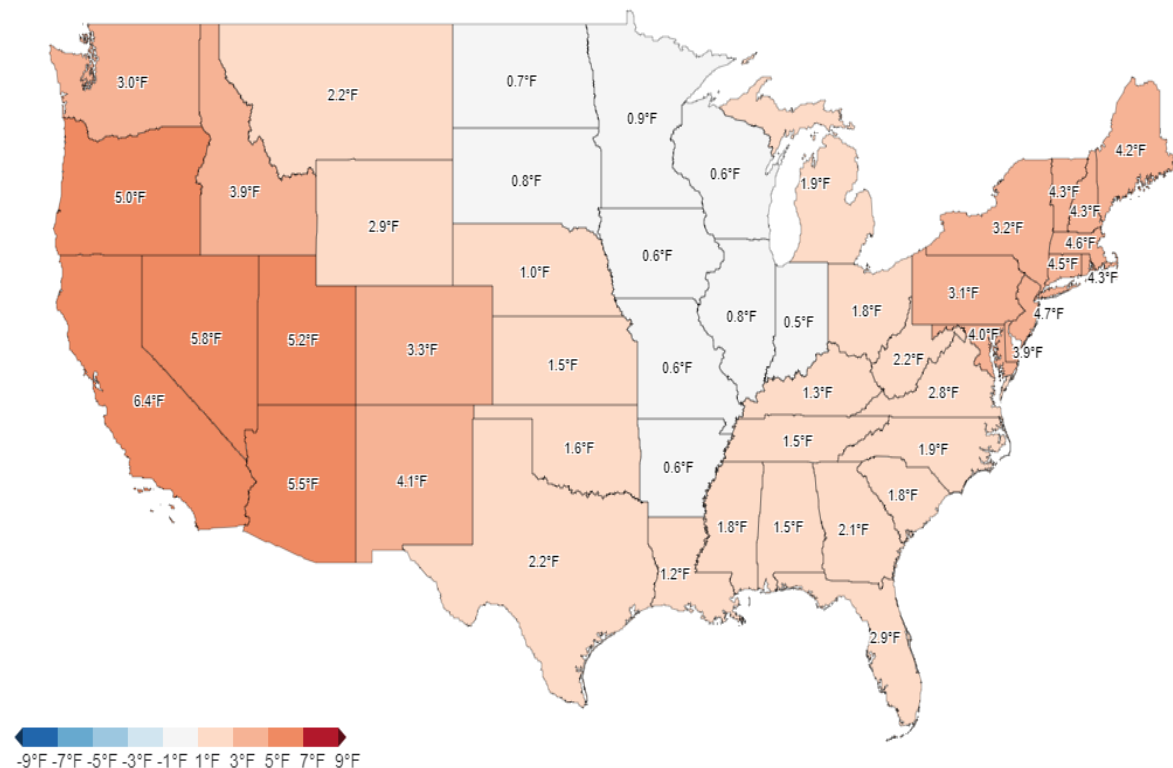 3.0°F
2.2°F
0.7°F
0.9°F
0.6°F
1.9°F
4.2°F
4.3°F
4.3°F
3.2°F
4.6°F
4.5°F
4.3°F
5.0°F
3.9°F
2.9°F
0.8°F
0.6°F
1.0°F
0.8°F
0.5°F
1.8°F
3.1°F
4.7°F
4.0°F
3.9°F
6.4°F
5.8°F
5.2°F
3.3°F
1.5°F
0.6°F
1.3°F
2.2°F
2.8°F
5.5°F
4.1°F
1.6°F
0.6°F
1.5°F
1.9°F
2.2°F
1.2°F
1.8°F
1.5°F
2.1°F
1.8°F
2.9°F
-9°F -7°F -5°F -3°F -1°F 1°F 3°F 5°F 7°F 9°F